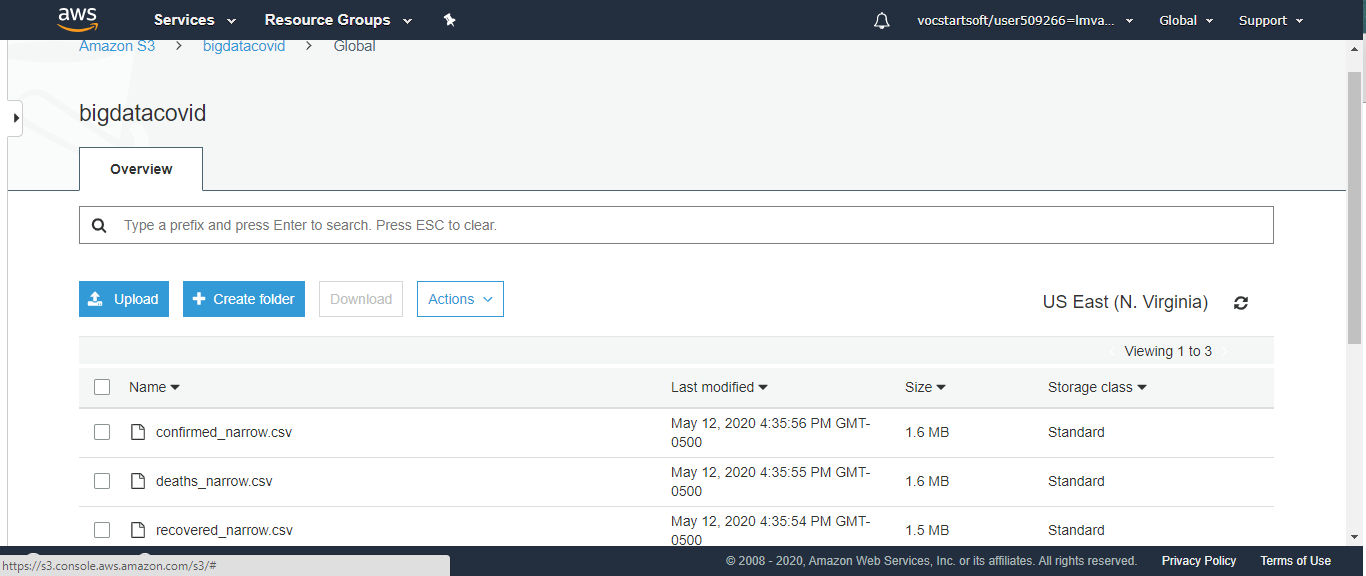 aws Services Resource Groups vocstartsoft/user509266=lmva... Global Support
Amazon S3 > bigdatacovid > Global
bigdatacovid
Overview
Type a prefix and press Enter to search. Press ESC to clear.
Upload + Create folder Download Actions US East (N. Virginia)
Viewing 1 to 3
Name Last modified Size Storage class
confirmed_narrow.csv May 12, 2020 4:35:56 PM GMT-
0500 1.6 MB Standard
deaths_narrow.csv May 12, 2020 4:35:55 PM GMT-
0500 1.6 MB Standard
recovered_narrow.csv May 12, 2020 4:35:54 PM GMT-
0500 1.5 MB Standard
© 2008 - 2020, Amazon Web Services, Inc. or its affiliates. All rights reserved. Privacy Policy Terms of Use
https://s3.console.aws.amazon.com/s3/#